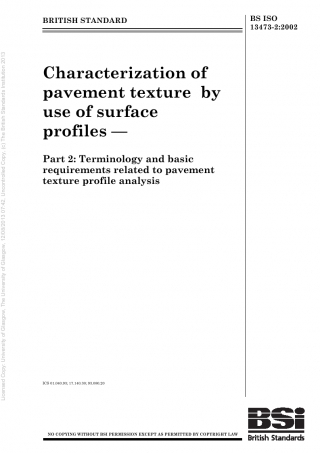 BRITISH STANDARD
BS ISO
13473-2:2002
Characterization of
pavement texture by
use of surface
profiles —
Part 2: Terminology and basic
requirements related to pavement
texture profile analysis
NO COPYING WITHOUT BSI PERMISSION EXCEPT AS PERMITTED BY COPYRIGHT LAW
BSi
British Standards